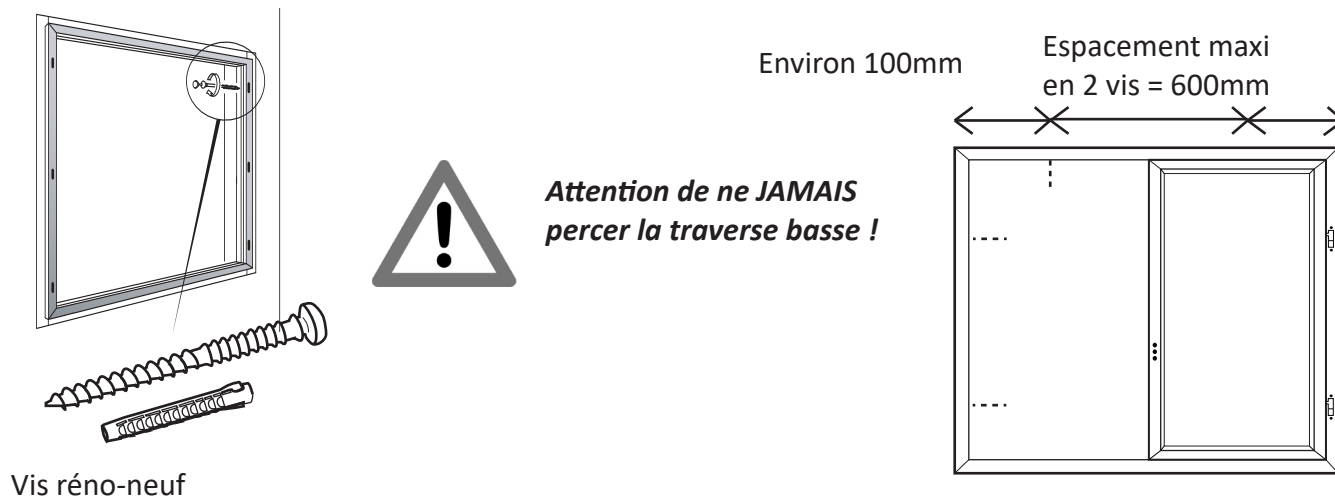 Environ 100mm
Espacement maxi
en 2 vis = 600mm
Attention de ne JAMAIS
percer la traverse basse !
Vis réno-neuf